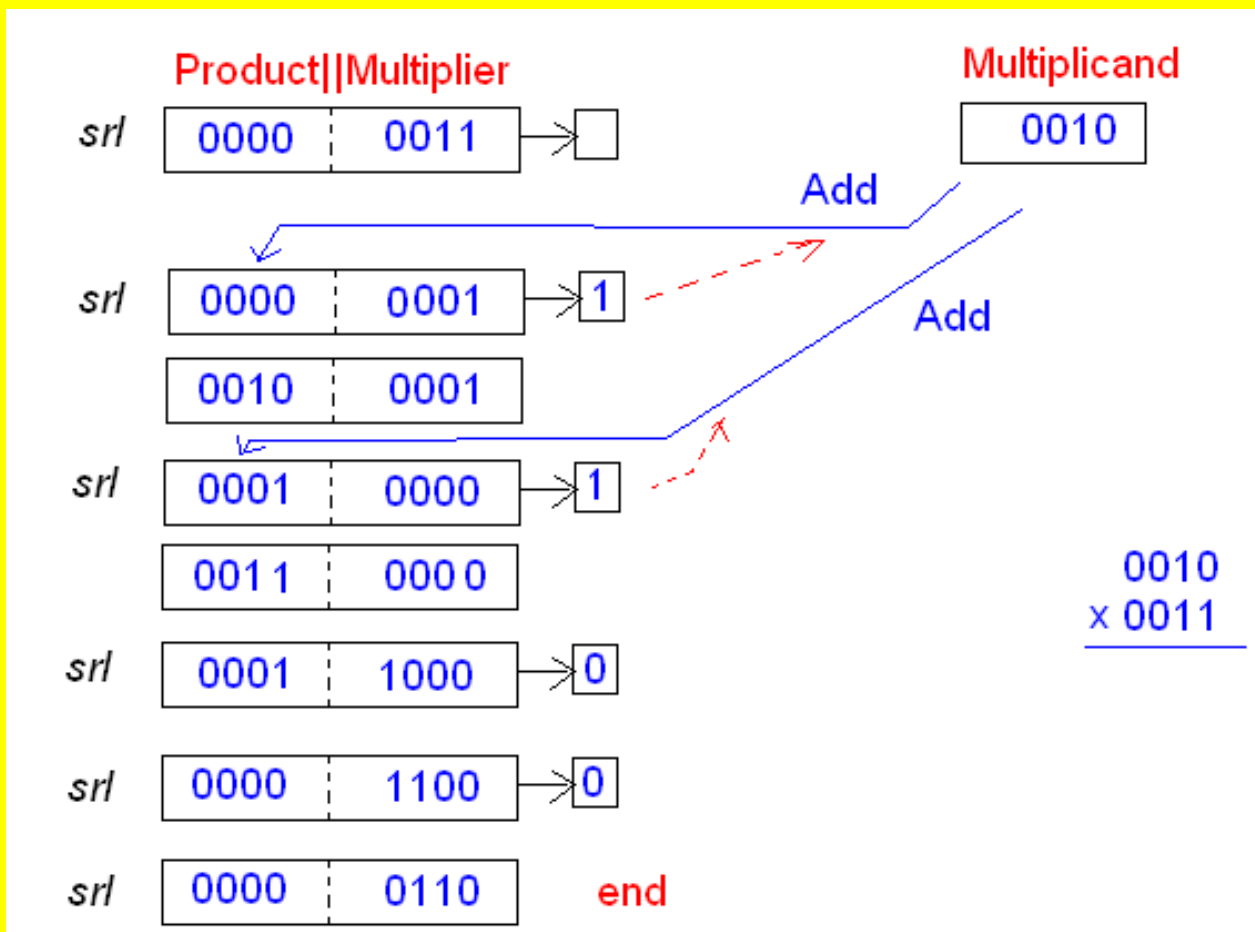 Product||Multiplier Multiplicand
srl 0000 0011 0010
Add
srl 0000 0001 1
Add
0010 0001
srl 0001 0000 1
0011 0000
0010
x 0011
srl 0001 1000 0
srl 0000 1100 0
srl 0000 0110 end